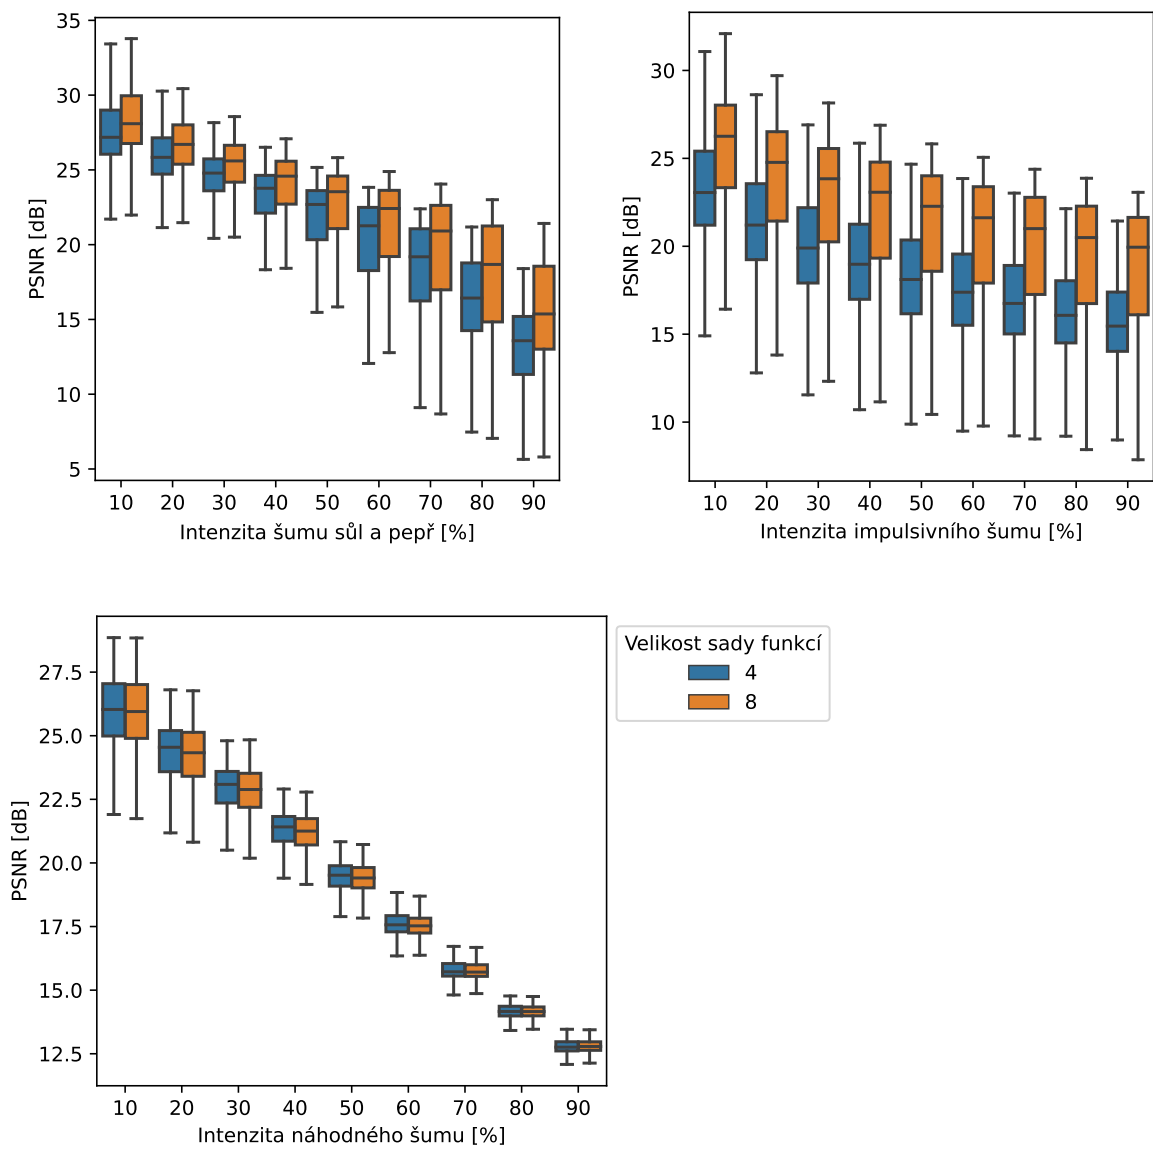 35
30
25
20
15
10
5
PSNR [dB]
10 20 30 40 50 60 70 80 90
Intenzita šumu sůl a pepř [%]
30
25
20
15
10
PSNR [dB]
10 20 30 40 50 60 70 80 90
Intenzita impulsivního šumu [%]
27.5
25.0
22.5
20.0
17.5
15.0
12.5
PSNR [dB]
10 20 30 40 50 60 70 80 90
Intenzita náhodného šumu [%]
Velikost sady funkcí
4
8